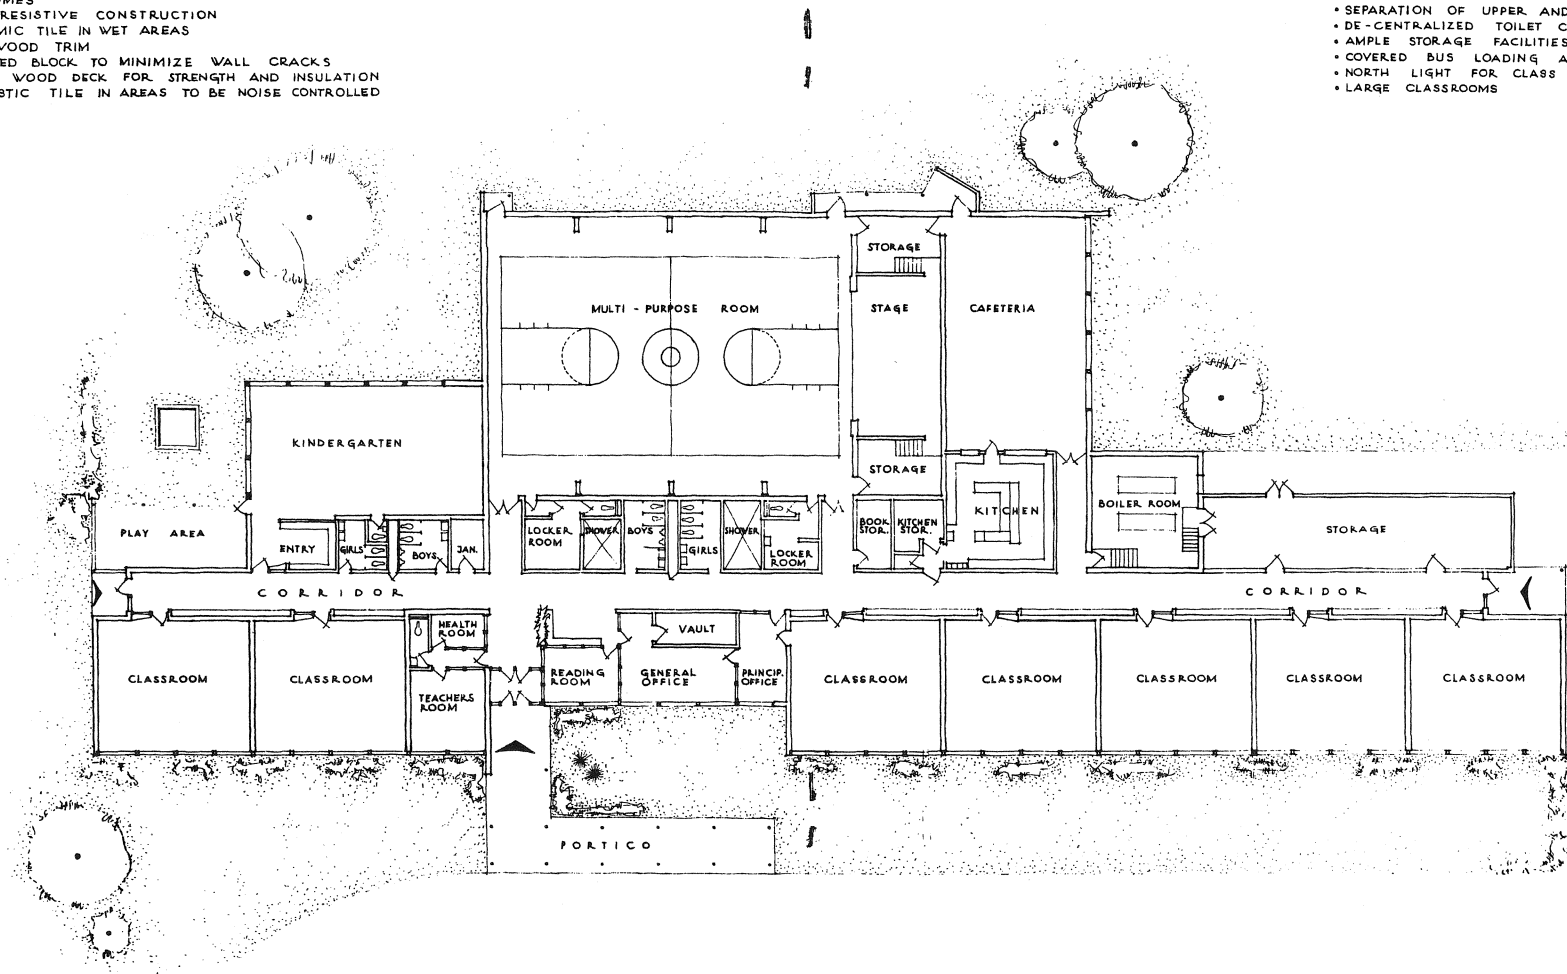 RESISTIVE CONSTRUCTION
TILE IN WET AREAS
TRIM
BLOCK TO MINIMIZE WALL CRACKS
WOOD DECK FOR STRENGTH AND INSULATION
TILE IN AREAS TO BE NOISE CONTROLLED
• SEPARATION OF UPPER AND
• DE-CENTRALIZED TOILET
• AMPLE STORAGE FACILITIES
• COVERED BUS LOADING
• NORTH LIGHT FOR CLASS
• LARGE CLASSROOMS
STORAGE
MULTI-PURPOSE ROOM
STAGE
CAFETERIA
KINDERGARTEN
STORAGE
PLAY AREA
ENTRY
GIRLS
BOYS
JAN.
LOCKER
ROOM
SHOWER
BOYS
GIRLS
SHOWER
LOCKER
ROOM
BOOK
STOR.
KITCHEN
STOR.
KITCHEN
BOILER ROOM
STORAGE
CORRIDOR
CORRIDOR
CLASSROOM
CLASSROOM
HEALTH
ROOM
TEACHERS
ROOM
READING
ROOM
VAULT
GENERAL
OFFICE
PRINCIP.
OFFICE
CLASSROOM
CLASSROOM
CLASSROOM
CLASSROOM
CLASSROOM
PORTICO